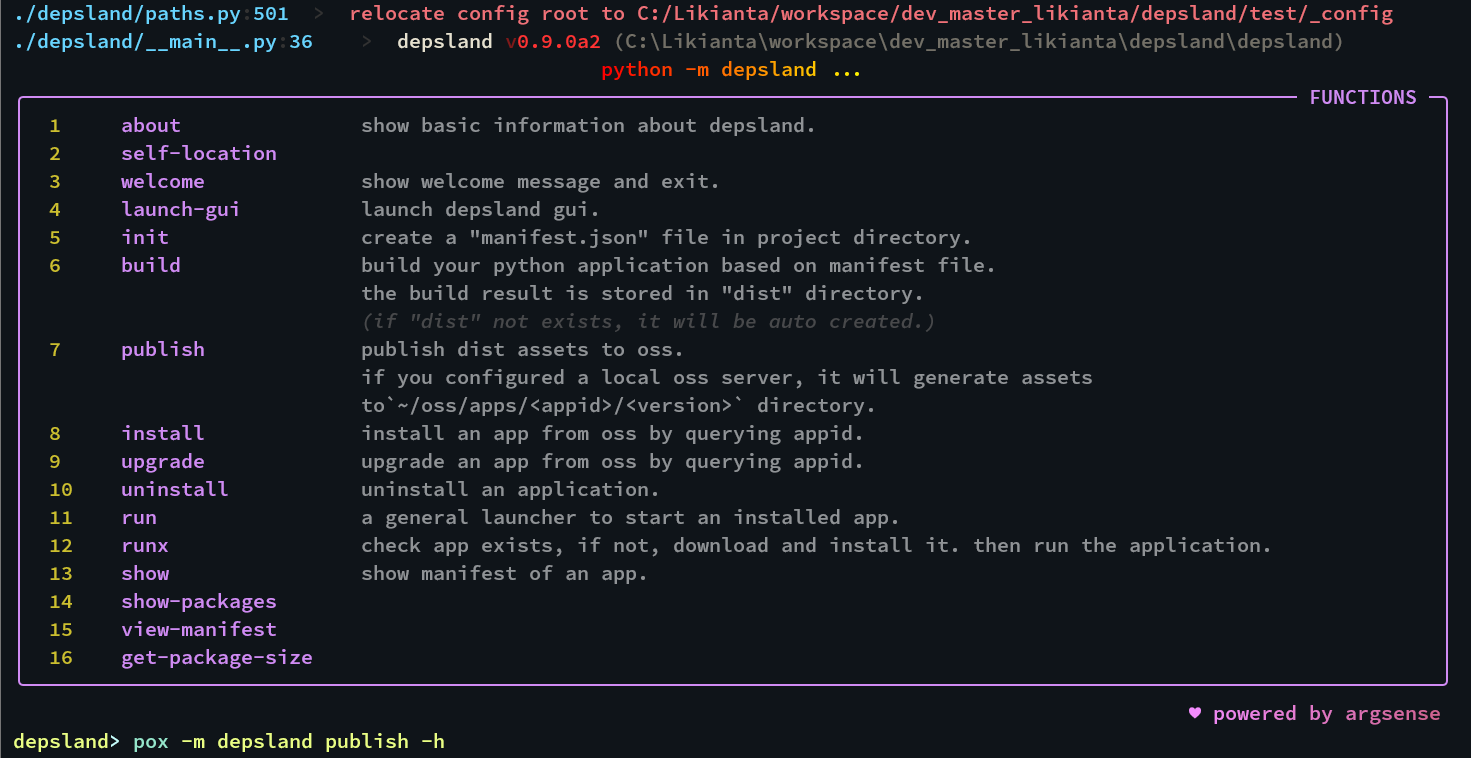 ./depsland/paths.py:501 > relocate config root to C:/Likianta/workspace/dev_master_likianta/depsland/test/_config
./depsland/__main__.py:36 > depsland v0.9.0a2 (C:\Likianta\workspace\dev_master_likianta\depsland\depsland)
python -m depsland ...
FUNCTIONS
1 about show basic information about depsland.
2 self-location
3 welcome show welcome message and exit.
4 launch-gui launch depsland gui.
5 init create a "manifest.json" file in project directory.
6 build build your python application based on manifest file.
the build result is stored in "dist" directory.
(if "dist" not exists, it will be auto created.)
7 publish publish dist assets to oss.
if you configured a local oss server, it will generate assets
to`~/oss/apps/<appid>/<version>` directory.
8 install install an app from oss by querying appid.
9 upgrade upgrade an app from oss by querying appid.
10 uninstall uninstall an application.
11 run a general launcher to start an installed app.
12 runx check app exists, if not, download and install it. then run the application.
13 show show manifest of an app.
14 show-packages
15 view-manifest
16 get-package-size
♥ powered by argsense
depsland> pox -m depsland publish -h